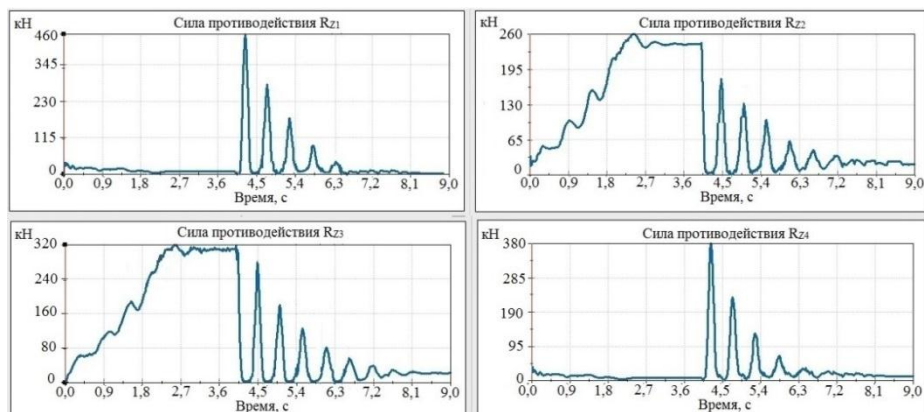 кН Сила противодействия RZ1
460
345
230
115
0
0,0 0,9 1,8 2,7 3,6 4,5 5,4 6,3 7,2 8,1 9,0
Время, с
кН Сила противодействия RZ2
260
195
130
65
0
0,0 0,9 1,8 2,7 3,6 4,5 5,4 6,3 7,2 8,1 9,0
Время, с
кН Сила противодействия RZ3
320
240
160
80
0
0,0 0,9 1,8 2,7 3,6 4,5 5,4 6,3 7,2 8,1 9,0
Время, с
кН Сила противодействия RZ4
380
285
190
95
0
0,0 0,9 1,8 2,7 3,6 4,5 5,4 6,3 7,2 8,1 9,0
Время, с